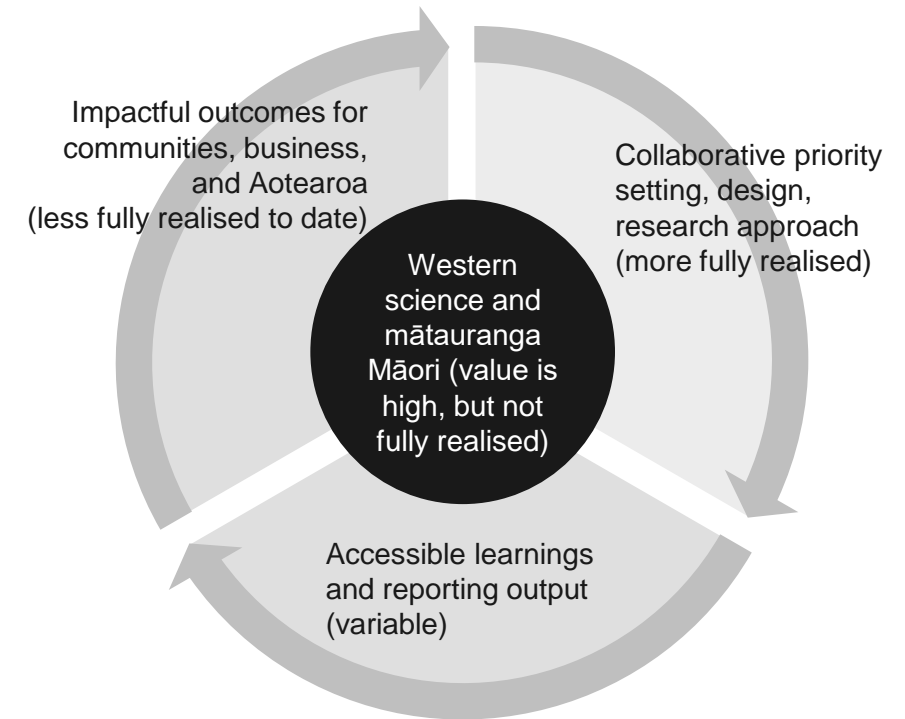 Impactful outcomes for
communities, business,
and Aotearoa
(less fully realised to date)
Collaborative priority
setting, design,
research approach
(more fully realised)
Western
science and
mātauranga
Māori (value is
high, but not
fully realised)
Accessible learnings
and reporting output
(variable)